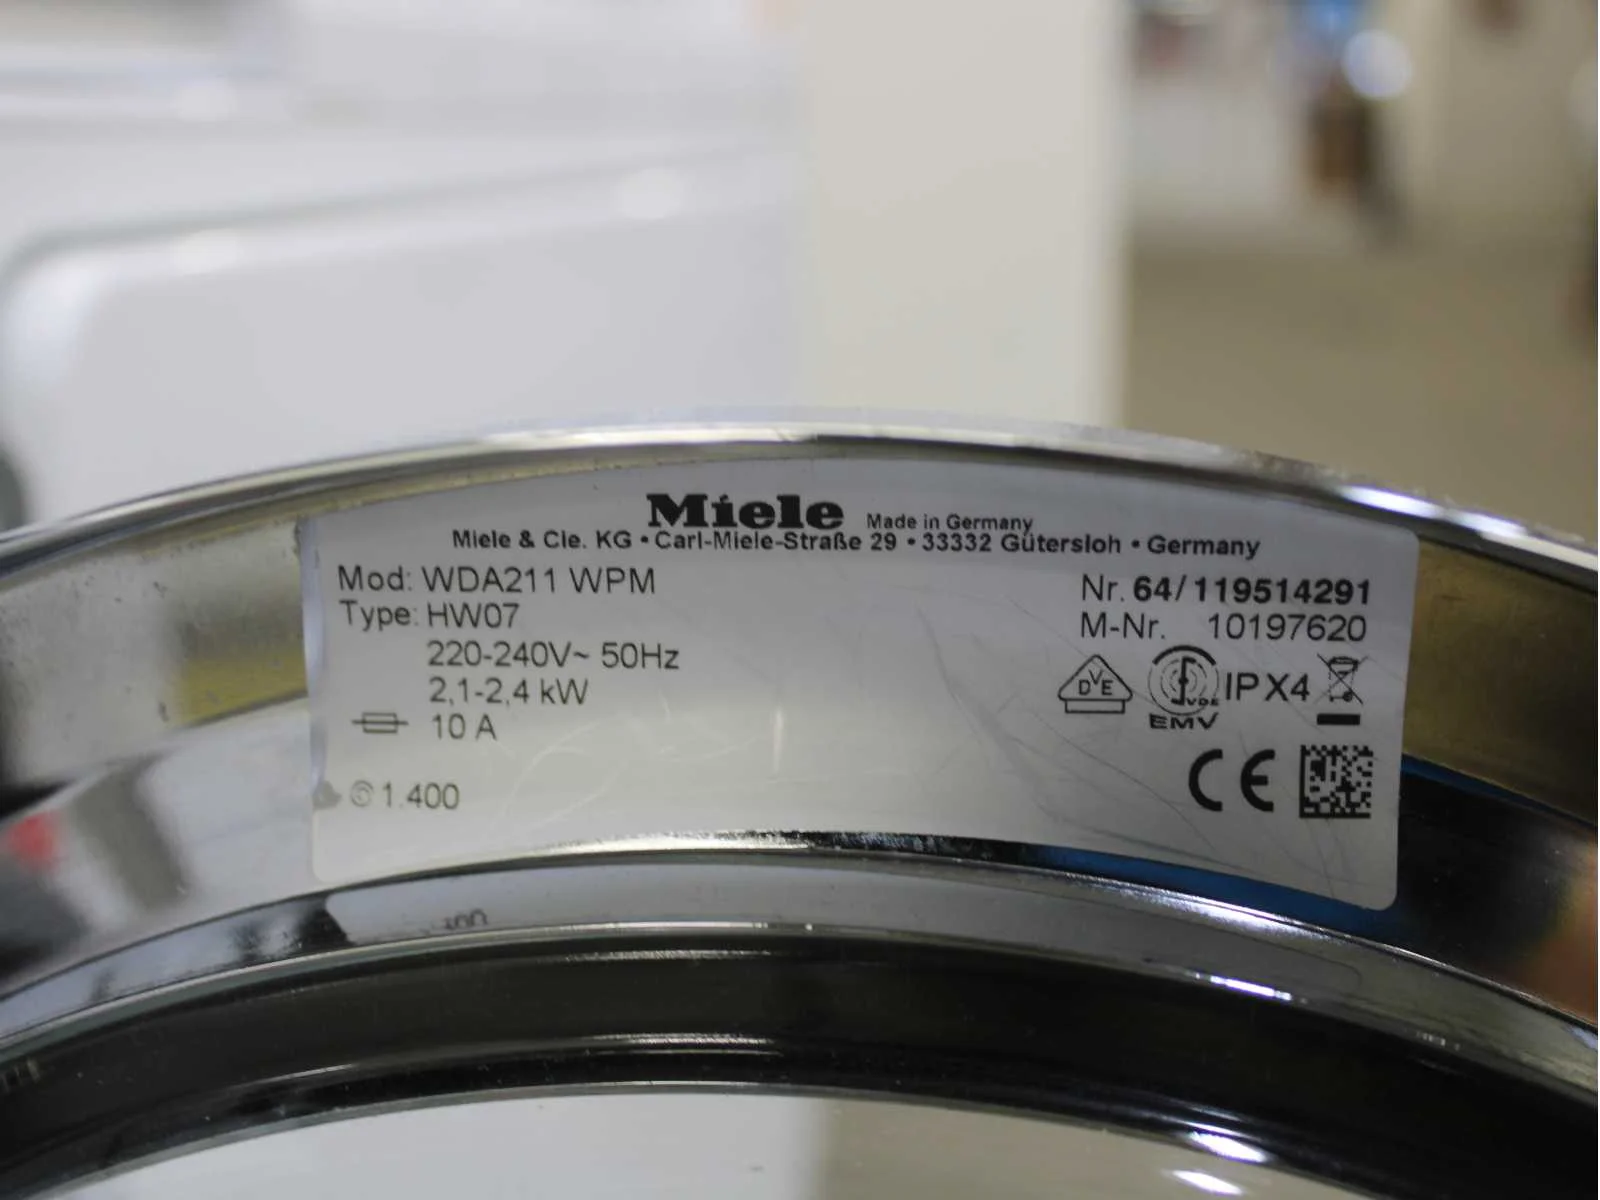 Miele Made in Germany
Miele & Cie. KG • Carl-Miele-Straße 29 • 33332 Gütersloh • Germany
Mod: WDA211 WPM
Nr. 64/119514291
Type: HW07
M-Nr. 10197620
220-240V~ 50Hz
2,1-2,4 kW
10 A
DVE
VDE
EMV
IPX4
1.400
CE